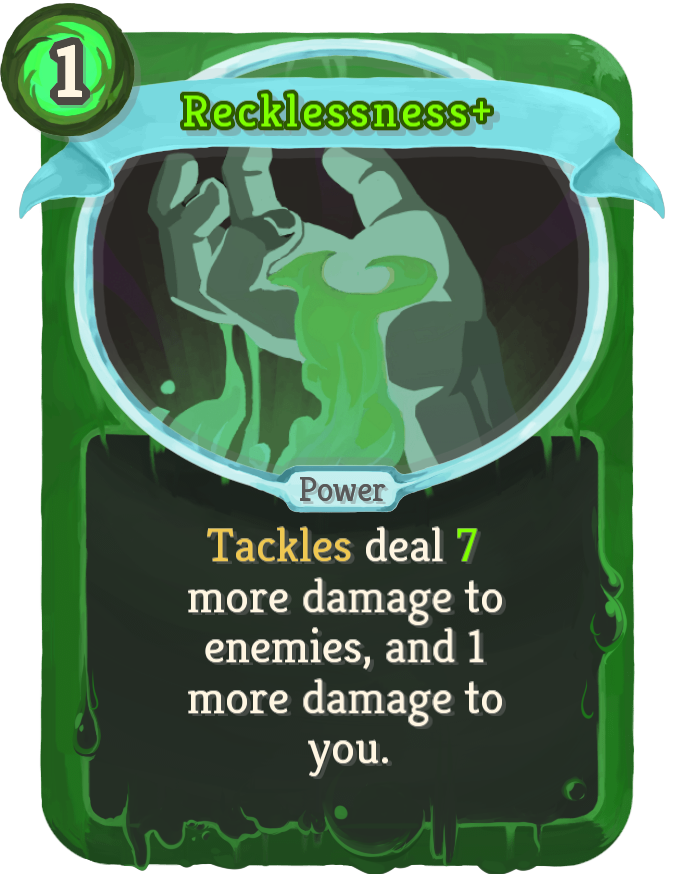 1
Recklessness+
Power
Tackles deal 7
more damage to
enemies, and 1
more damage to
you.